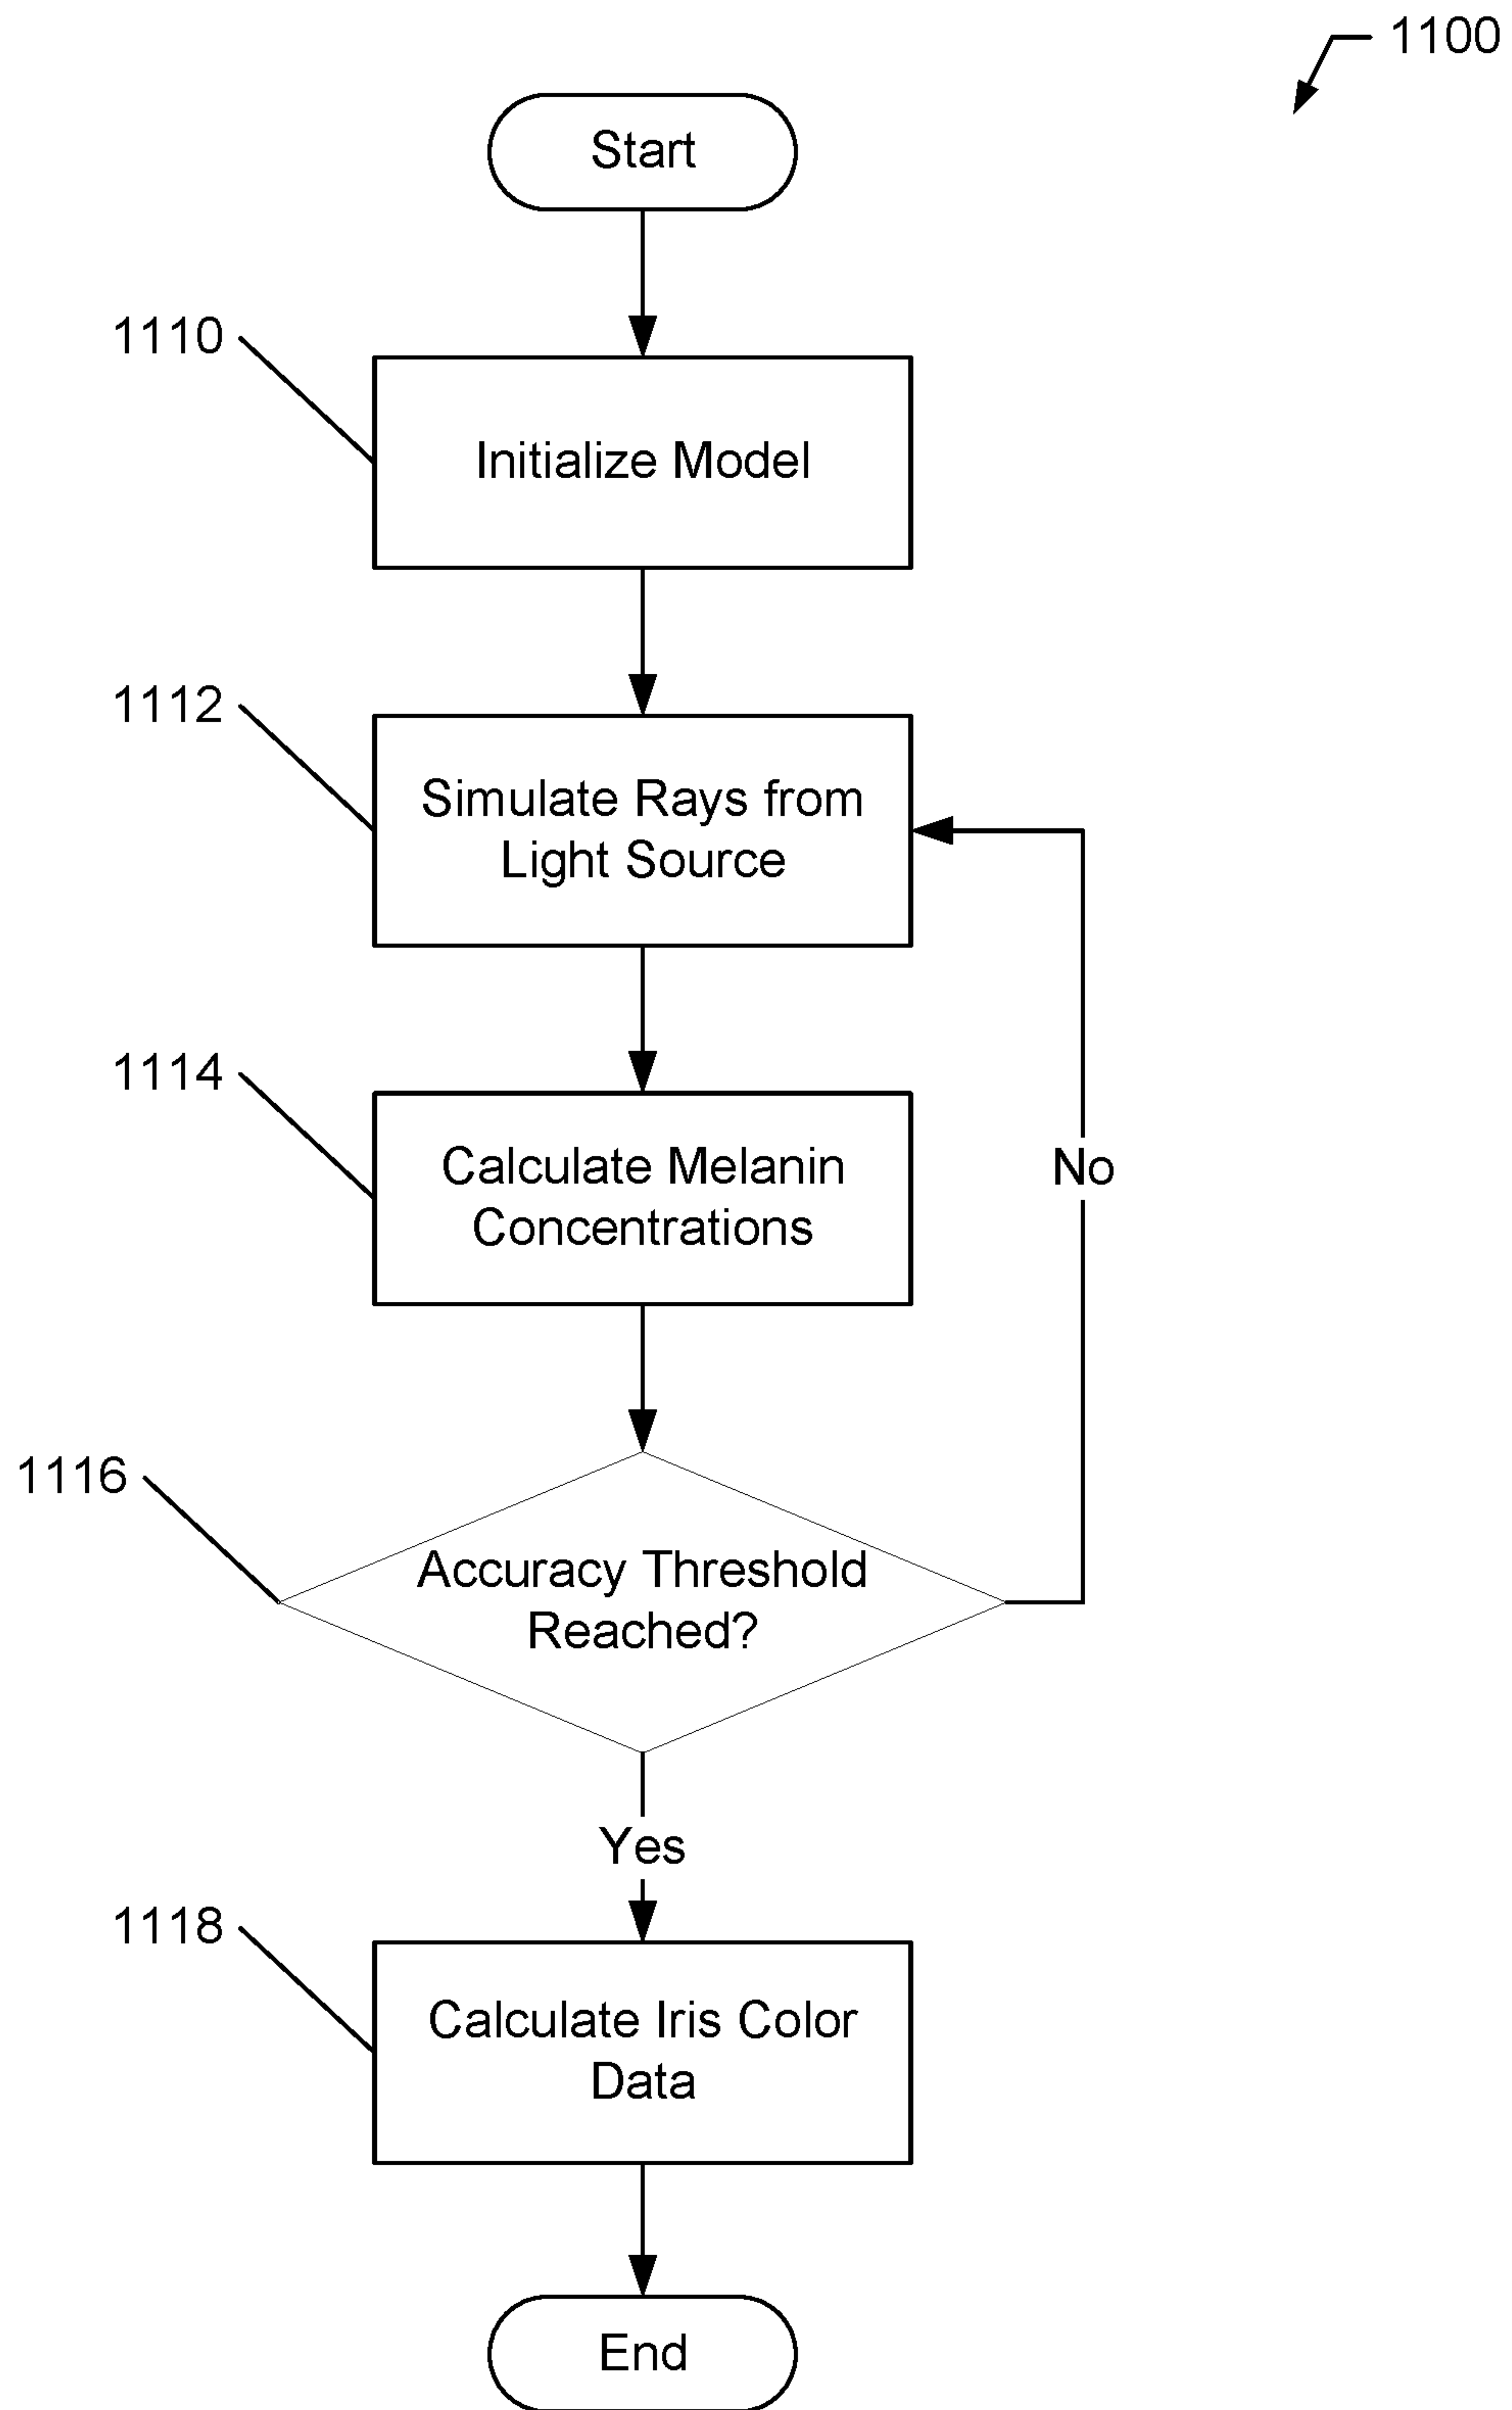 1100
Start
1110
Initialize Model
1112
Simulate Rays from
Light Source
1114
Calculate Melanin
Concentrations
No
1116
Accuracy Threshold
Reached?
Yes
1118
Calculate Iris Color
Data
End